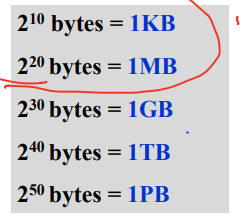 2¹⁰ bytes = 1KB
2²⁰ bytes = 1MB
2³⁰ bytes = 1GB
2⁴⁰ bytes = 1TB
2⁵⁰ bytes = 1PB